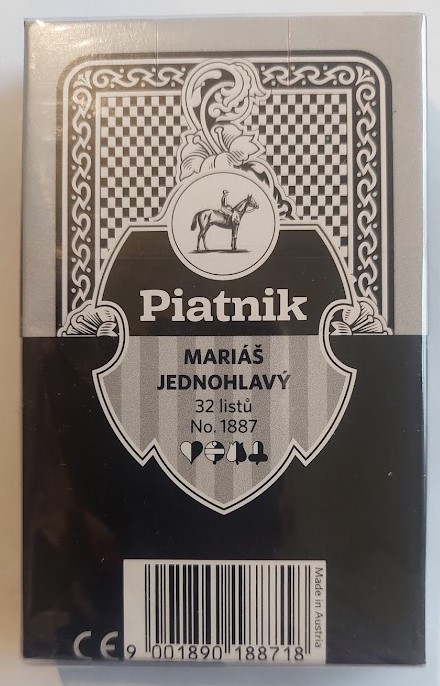 Piatnik
MARIÁŠ
JEDNOHLAVÝ
32 listů
No. 1887
Made in Austria
CE
9 001890 188718